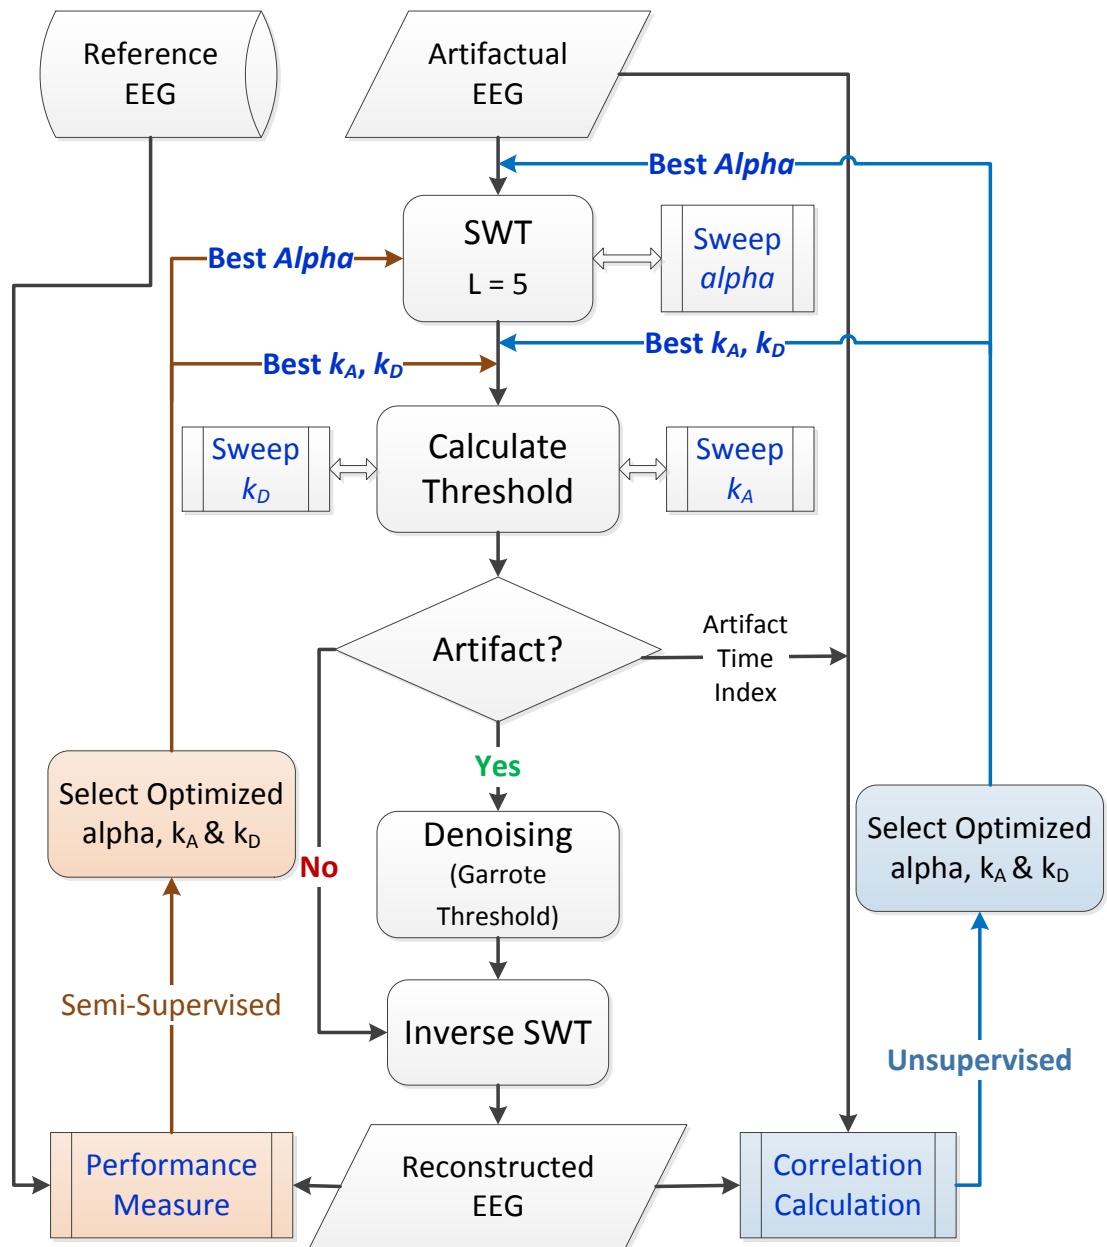 Reference
EEG
Artifactual
EEG
Best Alpha
SWT
L = 5
Sweep
alpha
Best Alpha
Best kA, kD
Best kA, kD
Calculate
Threshold
Sweep
kD
Sweep
kA
Artifact?
Artifact
Time
Index
Yes
Select Optimized
alpha, kA & kD
Select Optimized
alpha, kA & kD
Denoising
(Garrote
Threshold)
No
Semi-Supervised
Inverse SWT
Unsupervised
Performance
Measure
Reconstructed
EEG
Correlation
Calculation